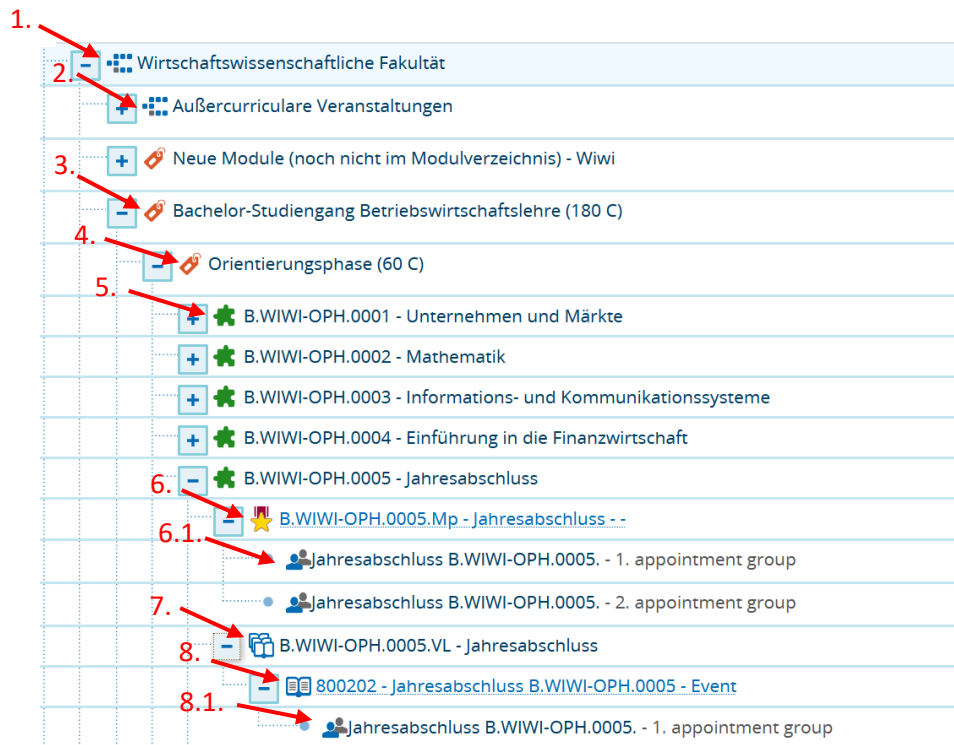 1.
Wirtschaftswissenschaftliche Fakultät
2.
Außercurriculare Veranstaltungen
Neue Module (noch nicht im Modulverzeichnis) - Wiwi
3.
Bachelor-Studiengang Betriebswirtschaftslehre (180 C)
4.
Orientierungsphase (60 C)
5.
B.WIWI-OPH.0001 - Unternehmen und Märkte
B.WIWI-OPH.0002 - Mathematik
B.WIWI-OPH.0003 - Informations- und Kommunikationssysteme
B.WIWI-OPH.0004 - Einführung in die Finanzwirtschaft
B.WIWI-OPH.0005 - Jahresabschluss
6.
B.WIWI-OPH.0005.Mp - Jahresabschluss - -
6.1.
Jahresabschluss B.WIWI-OPH.0005. - 1. appointment group
Jahresabschluss B.WIWI-OPH.0005. - 2. appointment group
7.
B.WIWI-OPH.0005.VL - Jahresabschluss
8.
800202 - Jahresabschluss B.WIWI-OPH.0005 - Event
8.1.
Jahresabschluss B.WIWI-OPH.0005. - 1. appointment group